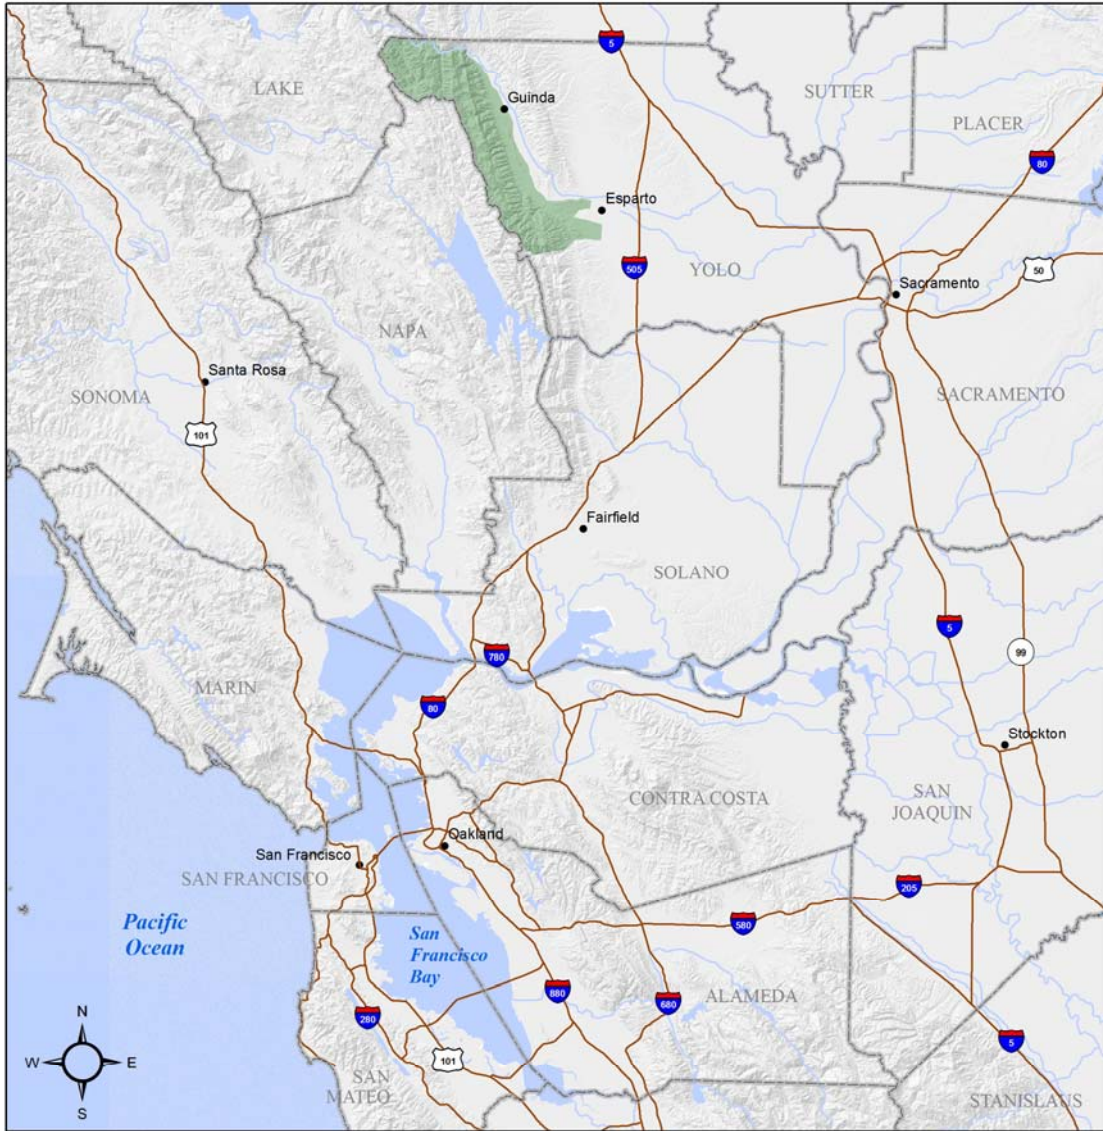 5
LAKE
Guinda
SUTTER
PLACER
80
Esparto
505
YOLO
50
Sacramento
NAPA
Santa Rosa
SONOMA
SACRAMENTO
101
Fairfield
SOLANO
5
780
99
MARIN
80
Stockton
CONTRA COSTA
SAN
JOAQUIN
Oakland
San Francisco
SAN FRANCISCO
205
Pacific
Ocean
580
San
Francisco
Bay
880
680
ALAMEDA
280
N
W
E
S
101
5
SAN
MATEO
STANISLAUS